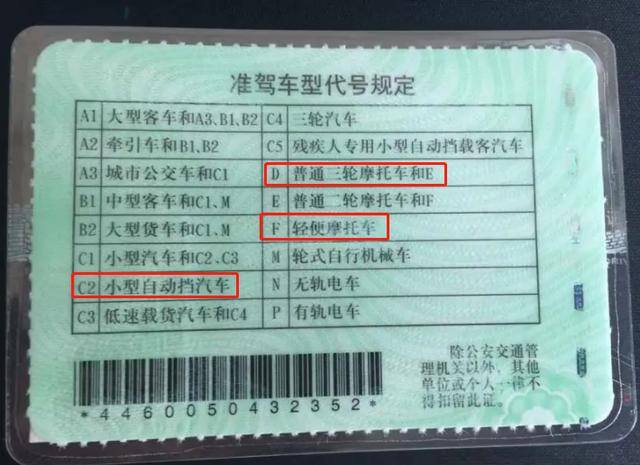 准驾车型代号规定
A1 大型客车和A3、B1、B2 C4 三轮汽车
A2 牵引车和B1、B2 C5 残疾人专用小型自动挡载客汽车
A3 城市公交车和C1 D 普通三轮摩托车和E
B1 中型客车和C1、M E 普通二轮摩托车和F
B2 大型货车和C1、M F 轻便摩托车
C1 小型汽车和C2、C3 M 轮式自行机械车
C2 小型自动挡汽车 N 无轨电车
C3 低速载货汽车和C4 P 有轨电车
除公安交通管
理机关以外，其他
单位或个人一律不
得扣留此证。
*4460050432352*